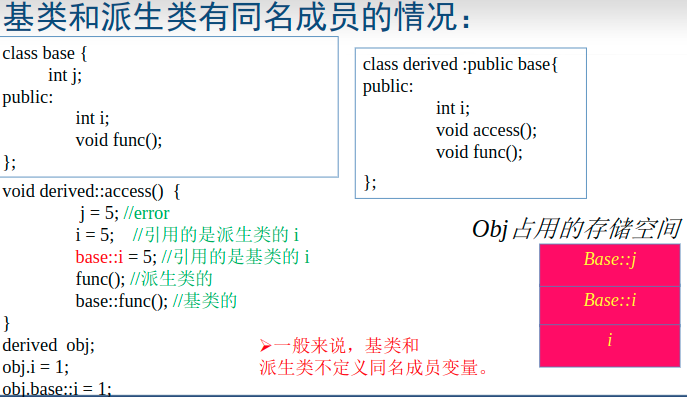 基类和派生类有同名成员的情况：
class base {
int j;
public:
int i;
void func();
};
class derived :public base{
public:
int i;
void access();
void func();
};
void derived::access() {
j = 5; //error
i = 5; //引用的是派生类的 i
base::i = 5; //引用的是基类的 i
func(); //派生类的
base::func(); //基类的
}
derived obj;
obj.i = 1;
obj.base::i = 1;
➢一般来说，基类和
派生类不定义同名成员变量。
Obj占用的存储空间
Base::j
Base::i
i